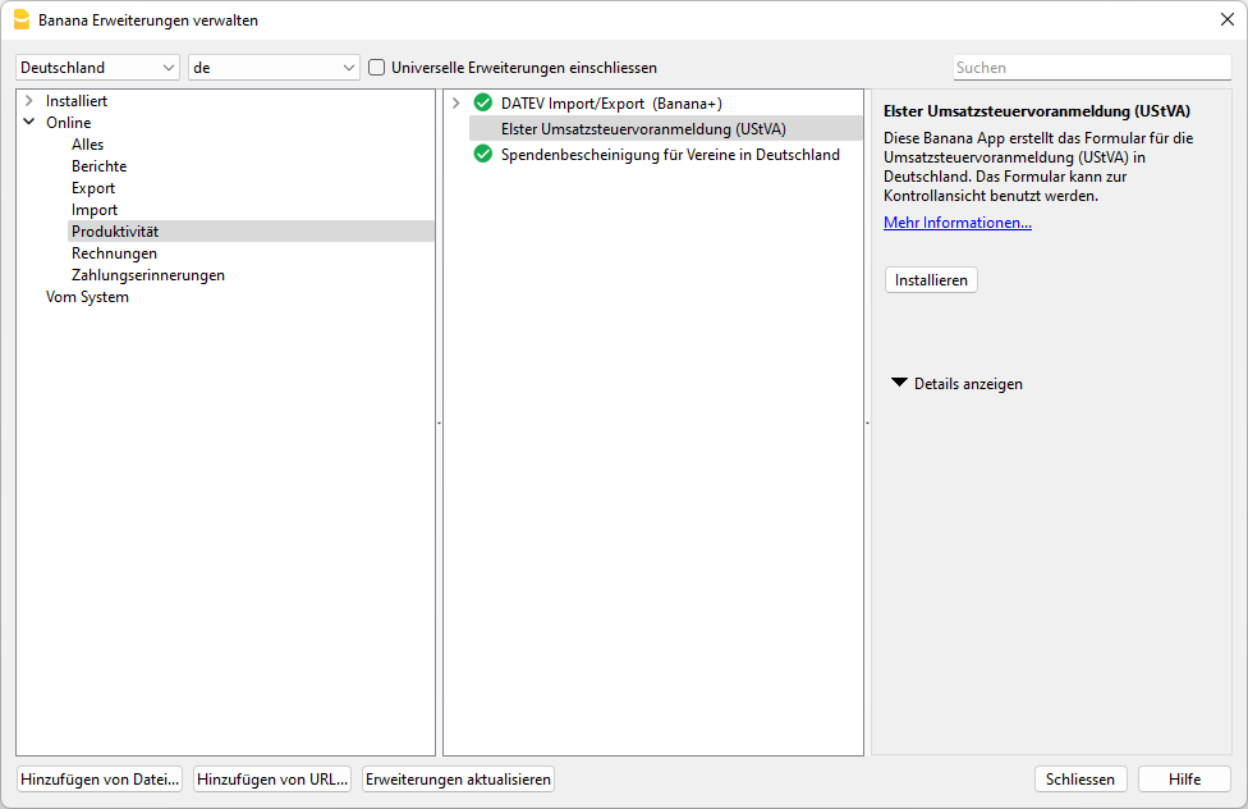 Banana Erweiterungen verwalten
Deutschland
de
Universelle Erweiterungen einschliessen
Suchen
Installiert
Online
Alles
Berichte
Export
Import
Produktivität
Rechnungen
Zahlungserinnerungen
Vom System
DATEV Import/Export (Banana+)
Elster Umsatzsteuervoranmeldung (UStVA)
Spendenbescheinigung für Vereine in Deutschland
Elster Umsatzsteuervoranmeldung (UStVA)
Diese Banana App erstellt das Formular für die
Umsatzsteuervoranmeldung (UStVA) in
Deutschland. Das Formular kann zur
Kontrollansicht benutzt werden.
Mehr Informationen...
Installieren
Details anzeigen
Hinzufügen von Datei...
Hinzufügen von URL...
Erweiterungen aktualisieren
Schliessen
Hilfe